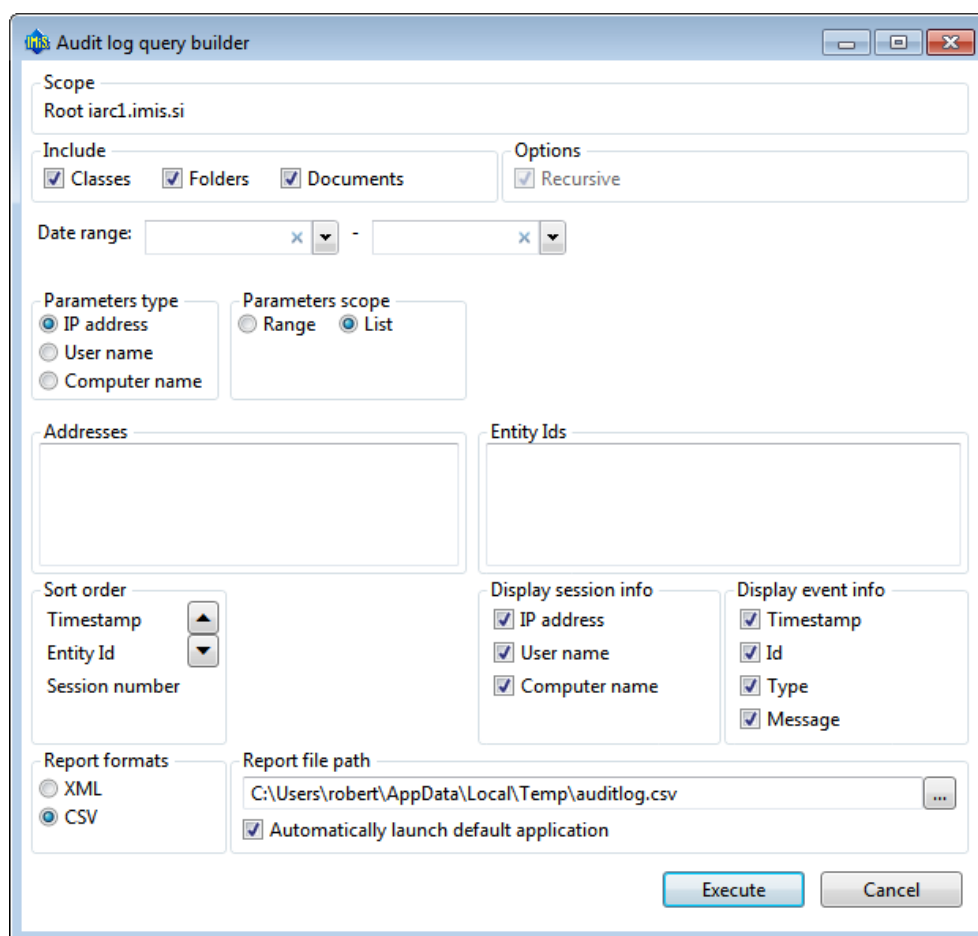 IMiS Audit log query builder
Scope
Root iarc1.imis.si
Include
Classes Folders Documents
Options
Recursive
Date range: -
Parameters type
IP address
User name
Computer name
Parameters scope
Range List
Addresses
Entity Ids
Sort order
Timestamp
Entity Id
Session number
Display session info
IP address
User name
Computer name
Display event info
Timestamp
Id
Type
Message
Report formats
XML
CSV
Report file path
C:\Users\robert\AppData\Local\Temp\auditlog.csv ...
Automatically launch default application
Execute Cancel